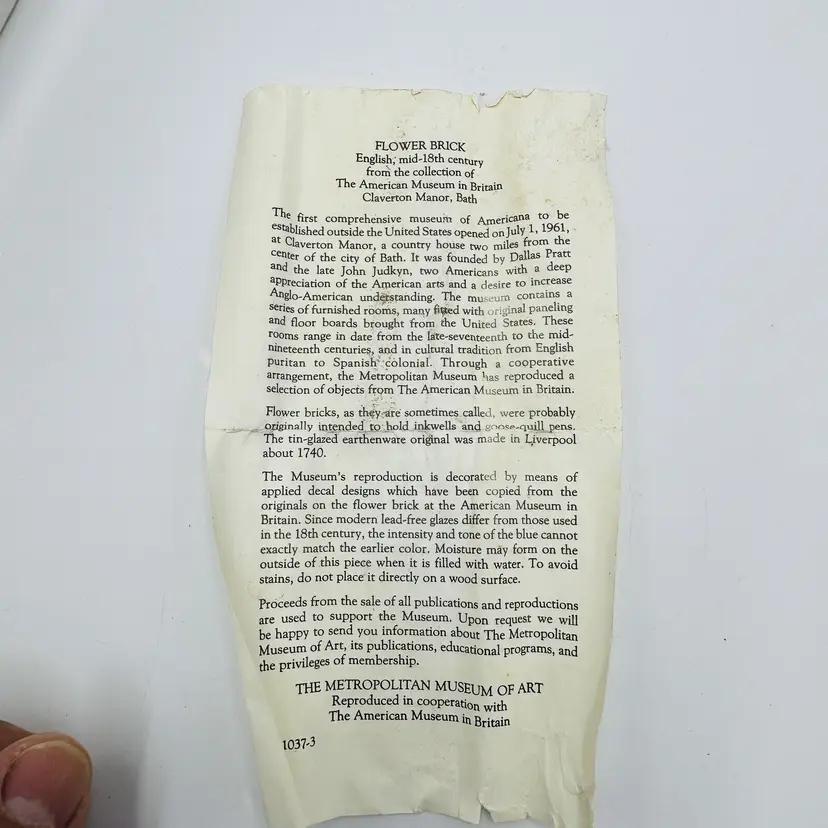 FLOWER BRICK
English, mid-18th century
from the collection of
The American Museum in Britain
Claverton Manor, Bath
The first comprehensive museum of Americana to be
established outside the United States opened on July 1, 1961,
at Claverton Manor, a country house two miles from the
center of the city of Bath. It was founded by Dallas Pratt
and the late John Judkyn, two Americans with a deep
appreciation of the American arts and a desire to increase
Anglo-American understanding. The museum contains a
series of furnished rooms, many fitted with original paneling
and floor boards brought from the United States. These
rooms range in date from the late-seventeenth to the mid-
nineteenth centuries, and in cultural tradition from English
puritan to Spanish colonial. Through a cooperative
arrangement, the Metropolitan Museum has reproduced a
selection of objects from The American Museum in Britain.
Flower bricks, as they are sometimes called, were probably
originally intended to hold inkwells and goose-quill pens.
The tin-glazed earthenware original was made in Liverpool
about 1740.
The Museum's reproduction is decorated by means of
applied decal designs which have been copied from the
originals on the flower brick at the American Museum in
Britain. Since modern lead-free glazes differ from those used
in the 18th century, the intensity and tone of the blue cannot
exactly match the earlier color. Moisture may form on the
outside of this piece when it is filled with water. To avoid
stains, do not place it directly on a wood surface.
Proceeds from the sale of all publications and reproductions
are used to support the Museum. Upon request we will
be happy to send you information about The Metropolitan
Museum of Art, its publications, educational programs, and
the privileges of membership.
THE METROPOLITAN MUSEUM OF ART
Reproduced in cooperation with
The American Museum in Britain
1037-3